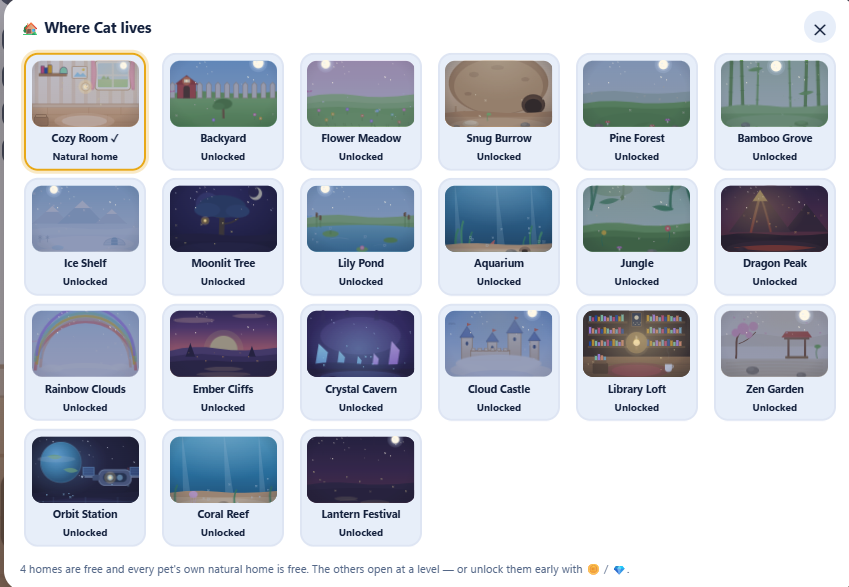 Where Cat lives
Cozy Room ✓
Natural home
Backyard
Unlocked
Flower Meadow
Unlocked
Snug Burrow
Unlocked
Pine Forest
Unlocked
Bamboo Grove
Unlocked
Ice Shelf
Unlocked
Moonlit Tree
Unlocked
Lily Pond
Unlocked
Aquarium
Unlocked
Jungle
Unlocked
Dragon Peak
Unlocked
Rainbow Clouds
Unlocked
Ember Cliffs
Unlocked
Crystal Cavern
Unlocked
Cloud Castle
Unlocked
Library Loft
Unlocked
Zen Garden
Unlocked
Orbit Station
Unlocked
Coral Reef
Unlocked
Lantern Festival
Unlocked
4 homes are free and every pet's own natural home is free. The others open at a level — or unlock them early with 🪙 / 💎.